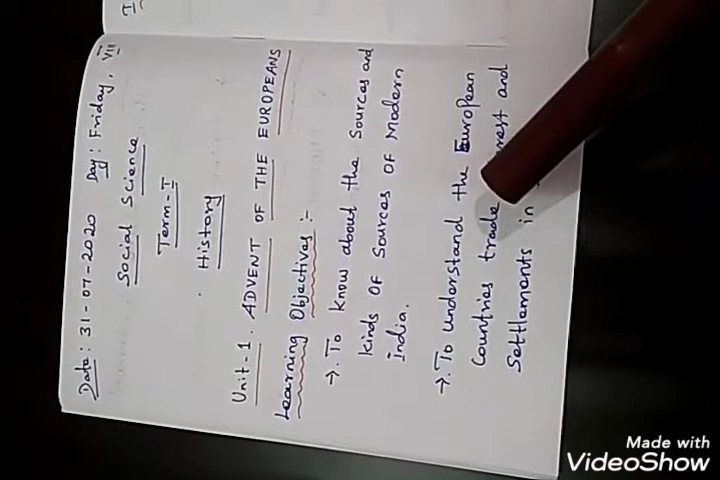 Date: 31-07-2020 Day: Friday, VII
Social Science
Term-I
History
Unit-1. ADVENT OF THE EUROPEANS
Learning Objectives:-
→. To know about the Sources and
kinds of Sources of Modern
India.
→. To understand the European
Countries trade and
Settlements in
Made with
VideoShow